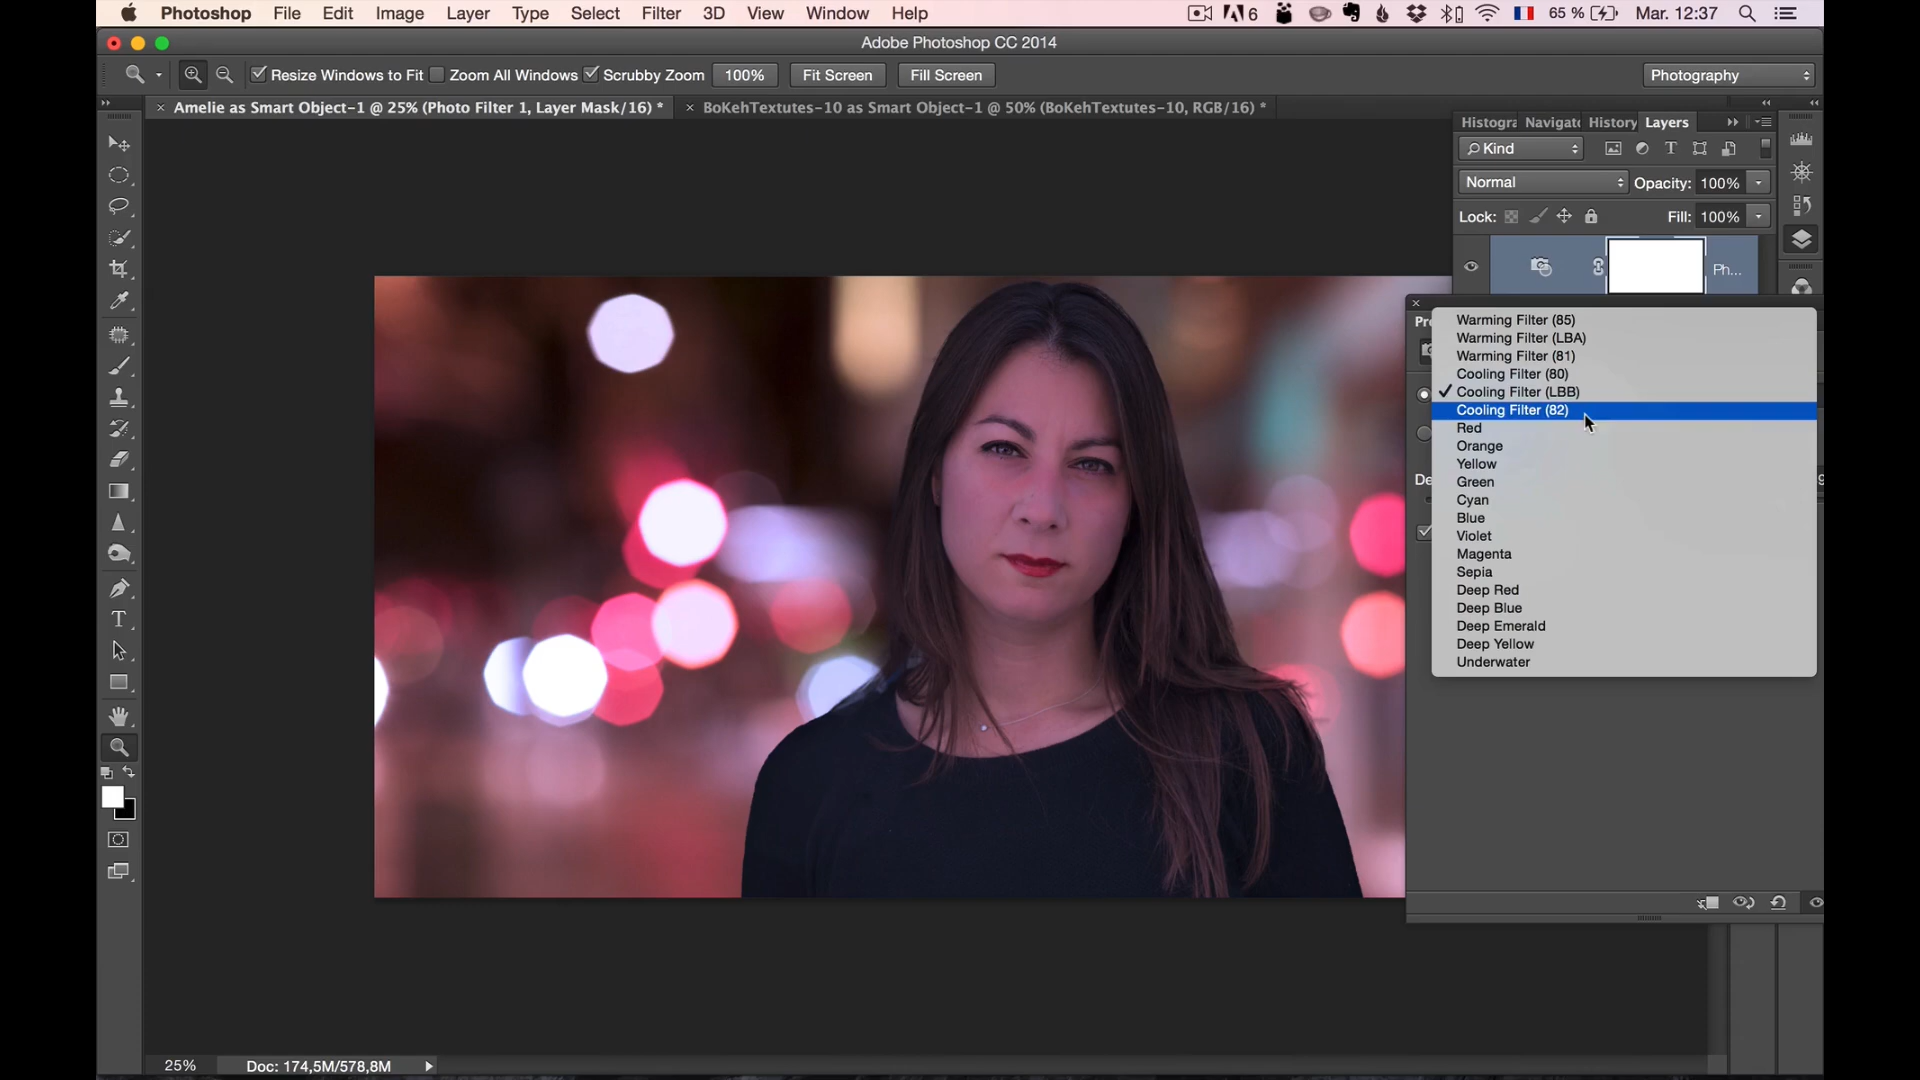 Photoshop File Edit Image Layer Type Select Filter 3D View Window Help 6 65 % Mar. 12:37
Adobe Photoshop CC 2014
Resize Windows to Fit Zoom All Windows Scrubby Zoom 100% Fit Screen Fill Screen Photography
Amelie as Smart Object-1 @ 25% (Photo Filter 1, Layer Mask/16) * BoKehTextutes-10 as Smart Object-1 @ 50% (BoKehTextutes-10, RGB/16) *
Histogra Navigato History Layers
Kind
Normal Opacity: 100%
Lock: Fill: 100%
Ph...
Pr
Warming Filter (85)
Warming Filter (LBA)
Warming Filter (81)
Cooling Filter (80)
Cooling Filter (LBB)
Cooling Filter (82)
Red
Orange
Yellow
De
Green
Cyan
Blue
Violet
Magenta
Sepia
Deep Red
Deep Blue
Deep Emerald
Deep Yellow
Underwater
25% Doc: 174,5M/578,8M